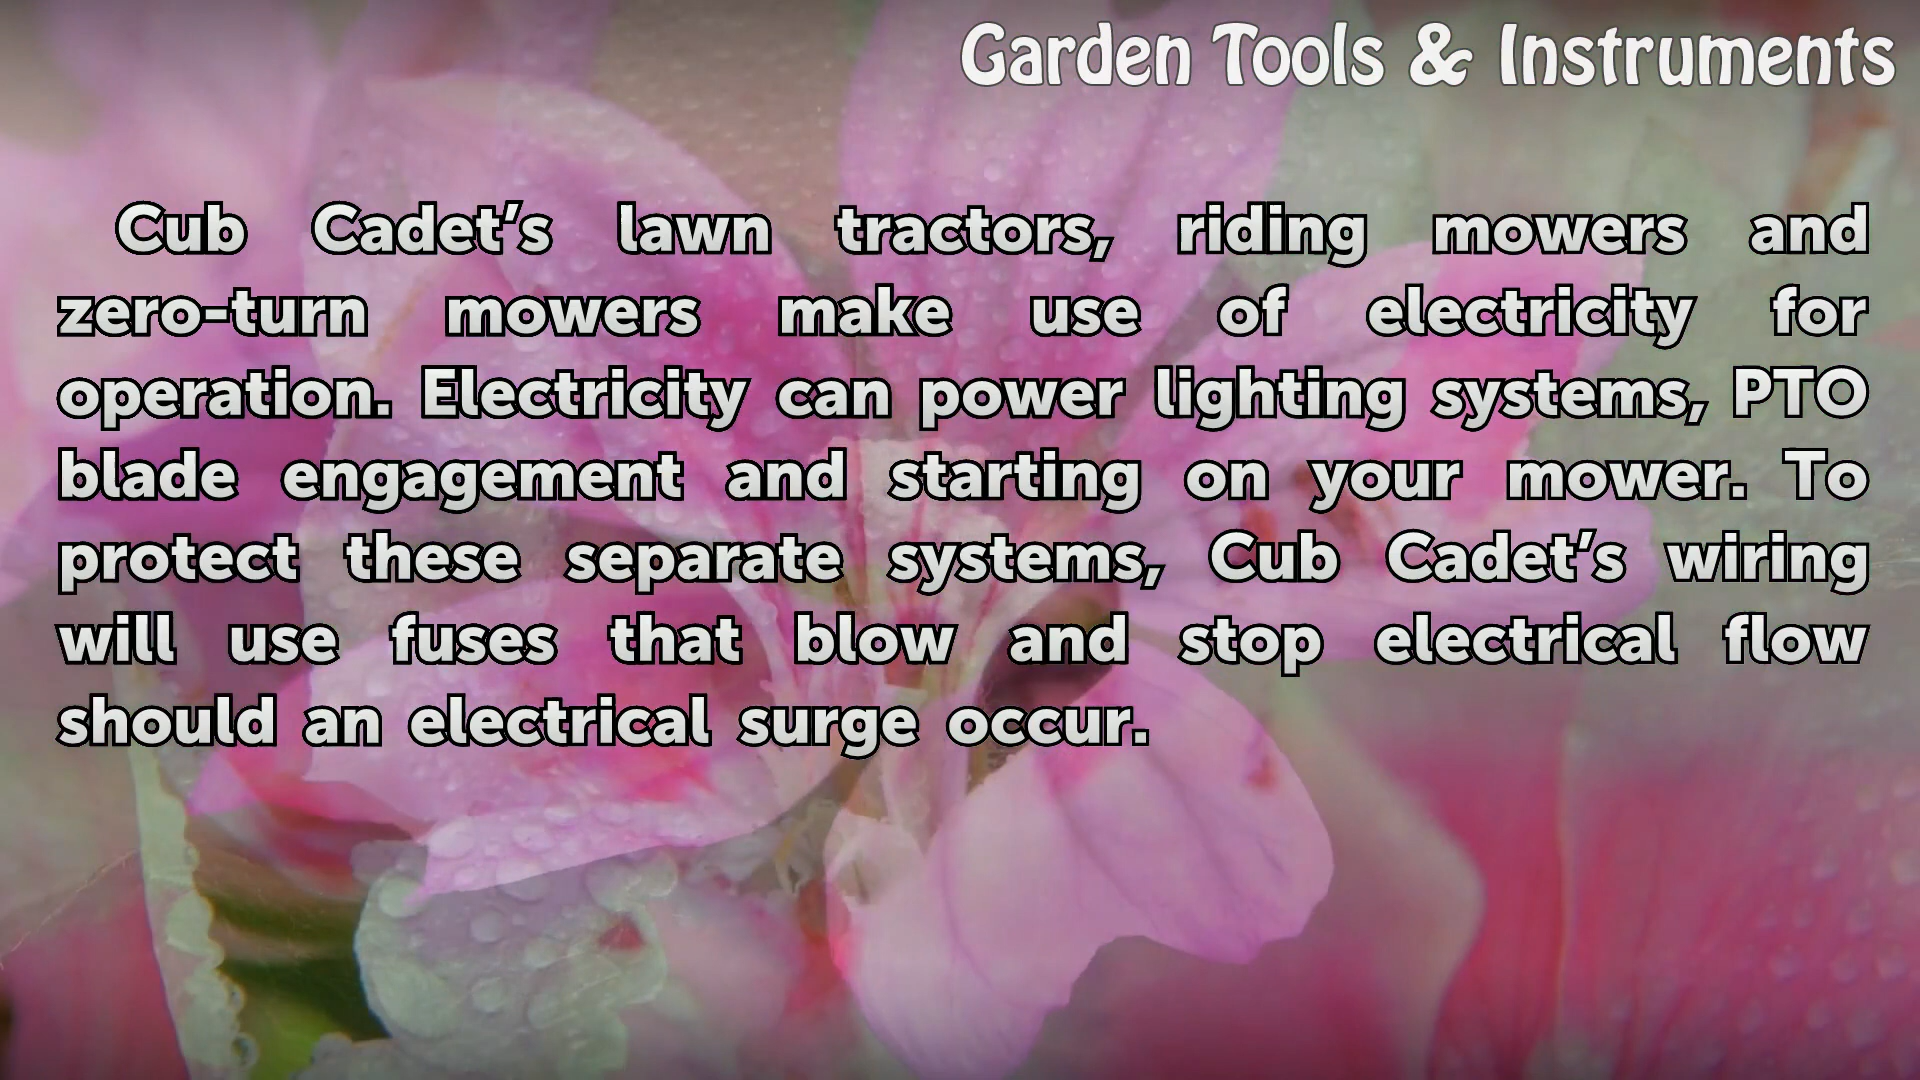 Garden Tools & Instruments
Cub Cadet’s lawn tractors, riding mowers and
zero-turn mowers make use of electricity for
operation. Electricity can power lighting systems, PTO
blade engagement and starting on your mower. To
protect these separate systems, Cub Cadet’s wiring
will use fuses that blow and stop electrical flow
should an electrical surge occur.